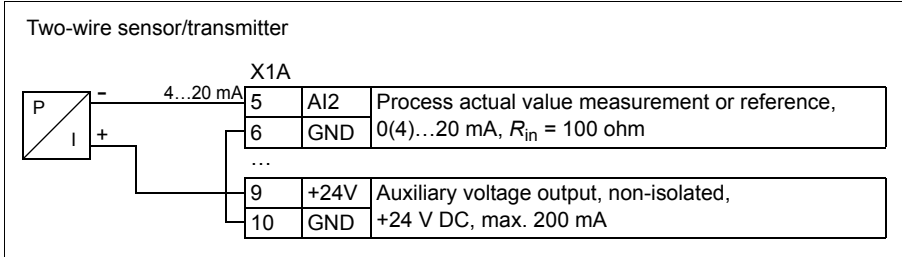 Two-wire sensor/transmitter
X1A
P
I
-
+
4…20 mA
5 AI2 Process actual value measurement or reference,
6 GND 0(4)…20 mA, Rin = 100 ohm
…
9 +24V Auxiliary voltage output, non-isolated,
10 GND +24 V DC, max. 200 mA